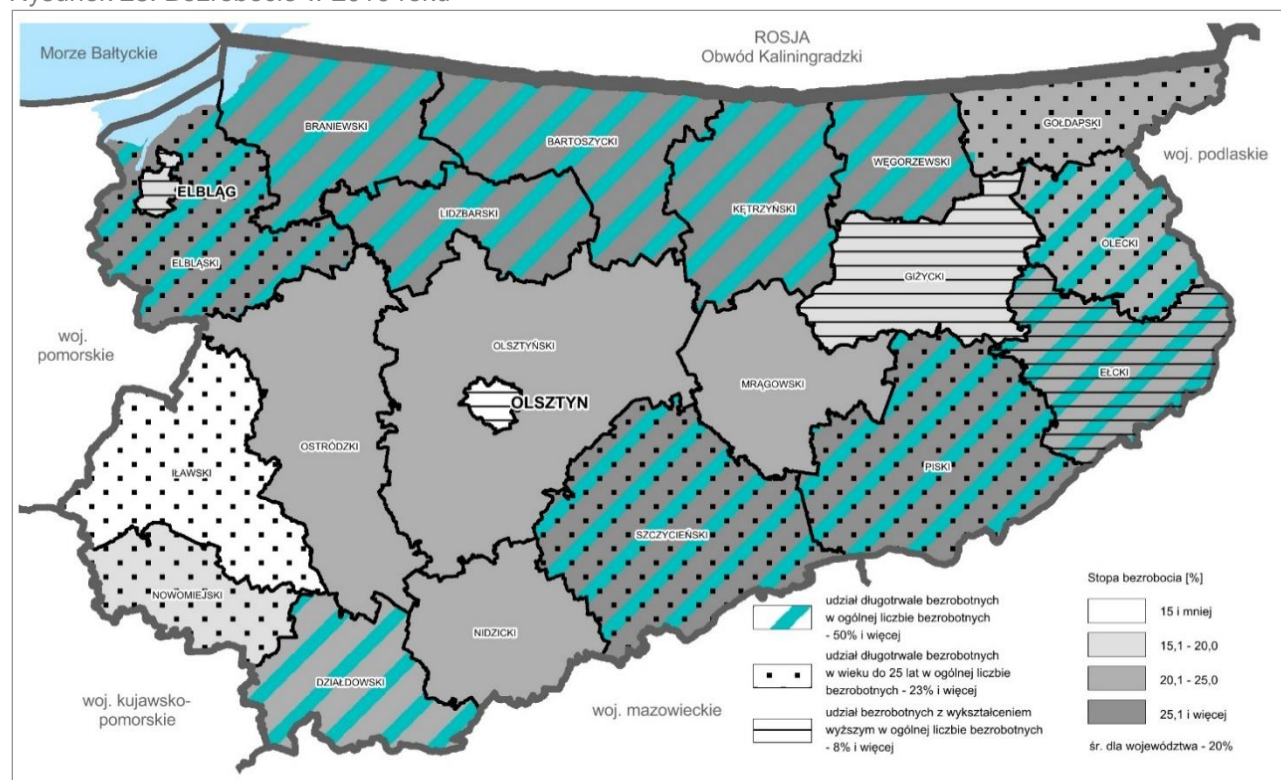 Morze Bałtyckie
ROSJA
Obwód Kaliningradzki
BRANIEWSKI
BARTOSZYCKI
GOŁDAPSKI
WĘGORZEWSKI
woj. podlaskie
ELBLĄG
LIDZBARSKI
KĘTRZYŃSKI
OLECKI
ELBLĄSKI
GIŻYCKI
woj.
pomorskie
OLSZTYŃSKI
MRĄGOWSKI
EŁCKI
OLSZTYN
OSTRÓDZKI
IŁAWSKI
PISKI
SZCZYCIEŃSKI
NOWOMIEJSKI
NIDZICKI
DZIAŁDOWSKI
woj. kujawsko-
pomorskie
woj. mazowieckie
udział długotrwale bezrobotnych
w ogólnej liczbie bezrobotnych
- 50% i więcej
udział długotrwale bezrobotnych
w wieku do 25 lat w ogólnej liczbie
bezrobotnych - 23% i więcej
udział bezrobotnych z wykształceniem
wyższym w ogólnej liczbie bezrobotnych
- 8% i więcej
Stopa bezrobocia [%]
15 i mniej
15,1 - 20,0
20,1 - 25,0
25,1 i więcej
śr. dla województwa - 20%